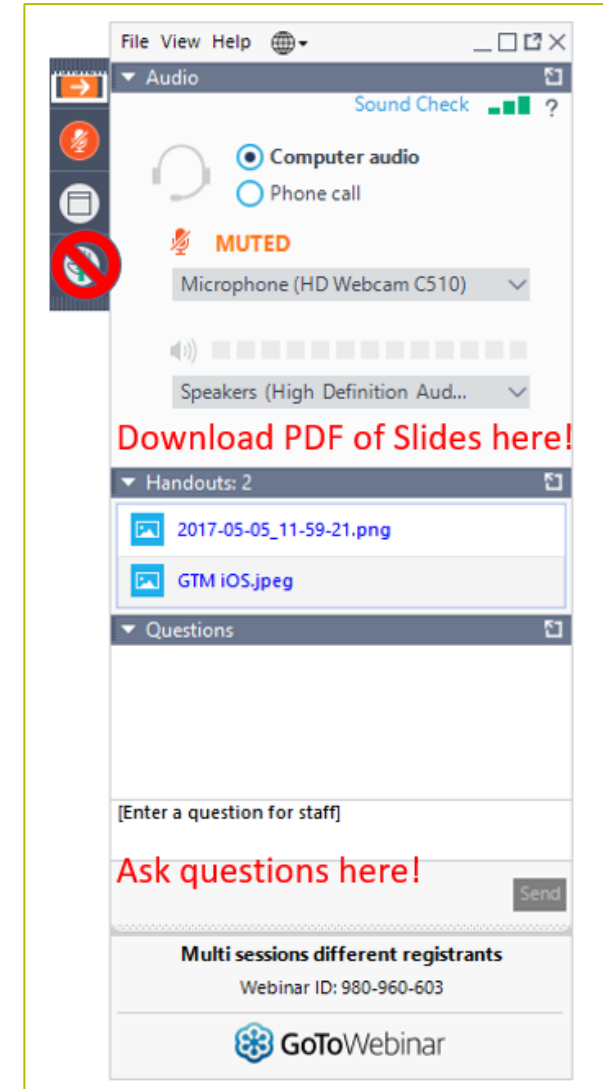 File View Help
Audio
Sound Check ?
Computer audio
Phone call
MUTED
Microphone (HD Webcam C510)
Speakers (High Definition Aud...
Download PDF of Slides here!
Handouts: 2
2017-05-05_11-59-21.png
GTM iOS.jpeg
Questions
[Enter a question for staff]
Ask questions here!
Send
Multi sessions different registrants
Webinar ID: 980-960-603
GoToWebinar